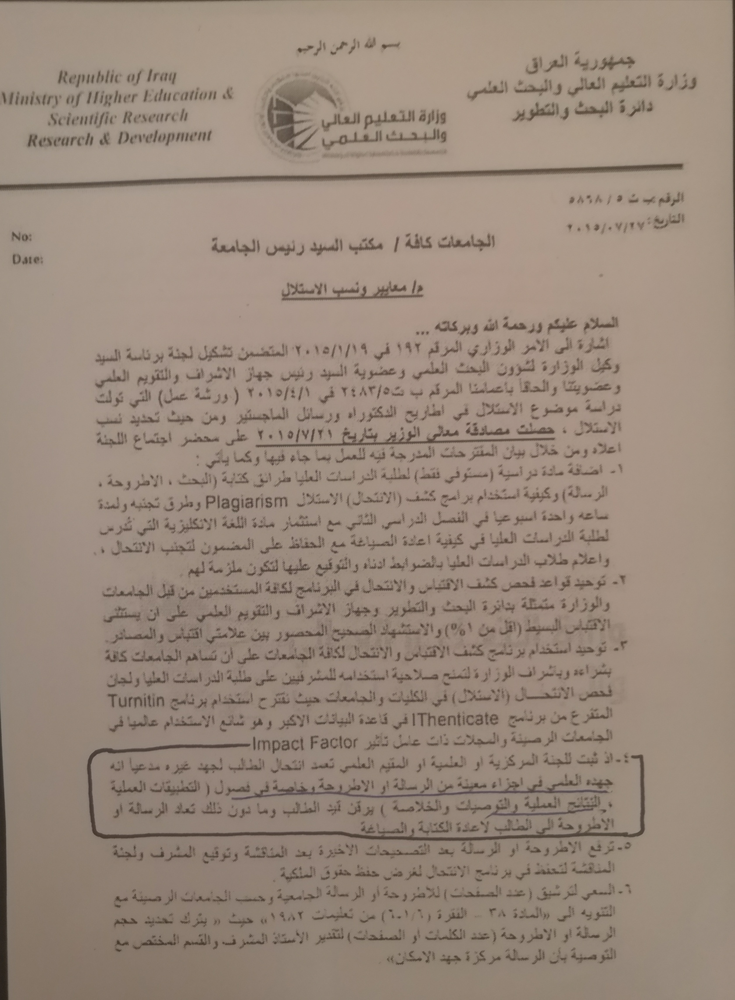 بسم الله الرحمن الرحيم
جمهورية العراق
وزارة التعليم العالي والبحث العلمي
دائرة البحث والتطوير
وزارة التعليم العالي
والبحث العلمي
Republic of Iraq
Ministry of Higher Education &
Scientific Research
Research & Development
الرقم ب ت ٥ / ٥٨٦٨
التاريخ: ٢٠١٥/٠٧/٢٧
No:
Date:
الجامعات كافة / مكتب السيد رئيس الجامعة
م/ معايير ونسب الاستلال
السلام عليكم ورحمة الله وبركاته ...
اشارة الى الامر الوزاري المرقم ١٩٢ في ٢٠١٥/١/١٩ المتضمن تشكيل لجنة برئاسة السيد
وكيل الوزارة لشؤون البحث العلمي وعضوية السيد رئيس جهاز الاشراف والتقويم العلمي
وعضويتنا والحاقاً باعمامنا المرقم ب ت٢٤٨٣/٥ في ٢٠١٥/٤/١ ( ورشة عمل) التي تولت
دراسة موضوع الاستلال في اطاريح الدكتوراه ورسائل الماجستير ومن حيث تحديد نسب
الاستلال ، حصلت مصادقة معالي الوزير بتاريخ ٢٠١٥/٧/٢١ على محضر اجتماع اللجنة
اعلاه ومن خلال بيان المقترحات المدرجة فيه للعمل بما جاء فيها وكما يأتي :
١- اضافة مادة دراسية (مستوفي فقط) لطلبة الدراسات العليا طرائق كتابة (البحث ، الاطروحة ،
الرسالة) وكيفية استخدام برامج كشف (الانتحال) الاستلال Plagiarism وطرق تجنبه ولمدة
ساعه واحدة اسبوعيا في الفصل الدراسي الثاني مع استثمار مادة اللغة الانكليزية التي تُدرس
لطلبة الدراسات العليا في كيفية اعادة الصياغة مع الحفاظ على المضمون لتجنب الانتحال ،
واعلام طلاب الدراسات العليا بالضوابط ادناه والتوقيع عليها لتكون ملزمة لهم .
٢- توحيد قواعد فحص كشف الاقتباس والانتحال في البرنامج لكافة المستخدمين من قبل الجامعات
والوزارة متمثلة بدائرة البحث والتطوير وجهاز الاشراف والتقويم العلمي على ان يستثنى
الاقتباس البسيط (اقل من ١%) والاستشهاد الصحيح المحصور بين علامتي اقتباس والمصادر.
٣- توحيد استخدام برنامج كشف الاقتباس والانتحال لكافة الجامعات على أن تساهم الجامعات كافة
بشراءه وباشراف الوزارة لتمنح صلاحية استخدامه للمشرفيين على طلبة الدراسات العليا ولجان
فحص الانتحـــال (الاستلال) في الكليات والجامعات حيث نقترح استخدام برنامج Turnitin
المتفرع من برنامج IThenticate في قاعدة البيانات الاكبر وهو شائع الاستخدام عالميا في
الجامعات الرصينة والمجلات ذات عامل تأثير Impact Factor
٤- اذ ثبت للجنة المركزية او العلمية او المقيم العلمي تعمد انتحال الطالب لجهد غيره مدعياً انه
جهده العلمي في اجزاء معينة من الرسالة او الاطروحة وخاصة في فصول ( التطبيقات العملية
، النتائج العملية والتوصيات والخلاصة ) يرقن قيد الطالب وما دون ذلك تعاد الرسالة او
الاطروحة الى الطالب لاعادة الكتابة والصياغة
٥- ترفع الاطروحة او الرسالة بعد التصحيحات الاخيرة بعد المناقشة وتوقيع المشرف ولجنة
المناقشة لتحفظ في برنامج الانتحال لغرض حفظ حقوق الملكية .
٦- السعي لترشيق (عدد الصفحات) للاطروحة أو الرسالة الجامعية وحسب الجامعات الرصينة مع
التنويه الى «المادة ٣٨ – الفقرة (٦-١/٦) من تعليمات ١٩٨٢» حيث « يترك تحديد حجم
الرسالة او الاطروحة (عدد الكلمات او الصفحات) لتقدير الأستاذ المشرف والقسم المختص مع
التوصية بأن الرسالة مركزة جهد الامكان» .